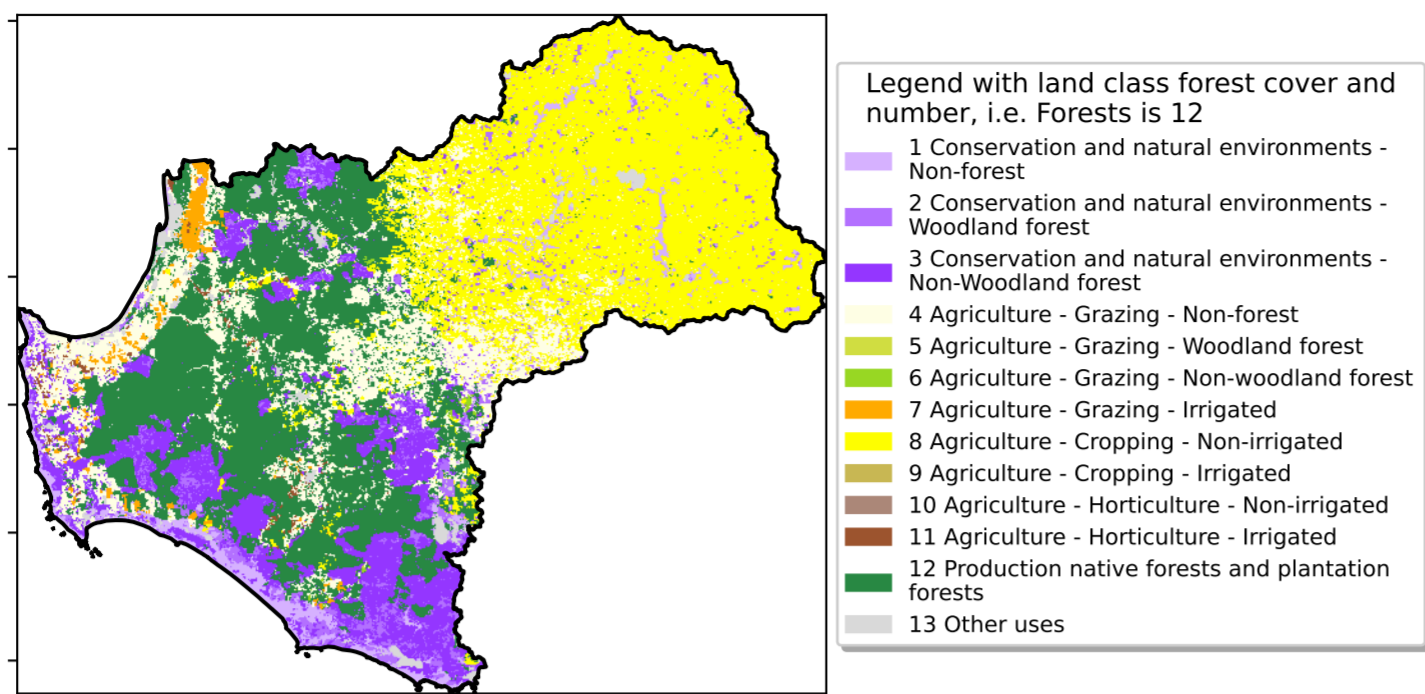 Legend with land class forest cover and
number, i.e. Forests is 12
1 Conservation and natural environments -
Non-forest
2 Conservation and natural environments -
Woodland forest
3 Conservation and natural environments -
Non-Woodland forest
4 Agriculture - Grazing - Non-forest
5 Agriculture - Grazing - Woodland forest
6 Agriculture - Grazing - Non-woodland forest
7 Agriculture - Grazing - Irrigated
8 Agriculture - Cropping - Non-irrigated
9 Agriculture - Cropping - Irrigated
10 Agriculture - Horticulture - Non-irrigated
11 Agriculture - Horticulture - Irrigated
12 Production native forests and plantation
forests
13 Other uses